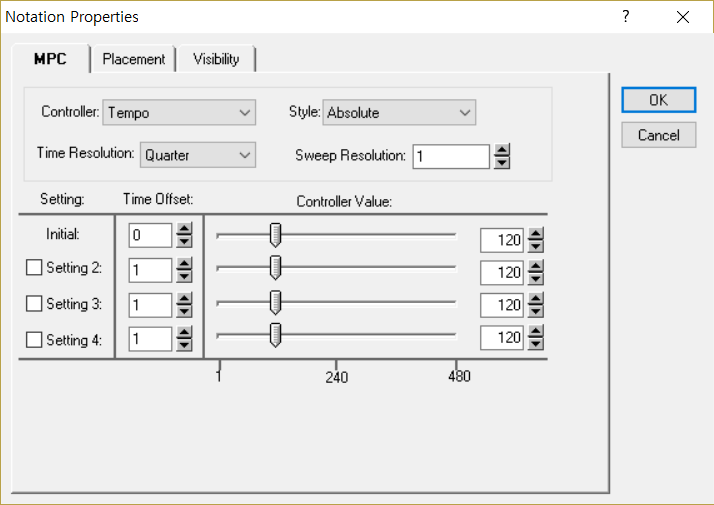 Notation Properties
? 
MPC Placement Visibility
Controller: Tempo Style: Absolute
OK
Time Resolution: Quarter Sweep Resolution: 1
Cancel
Setting: Time Offset: Controller Value:
Initial: 0 120
Setting 2: 1 120
Setting 3: 1 120
Setting 4: 1 120
1 240 480